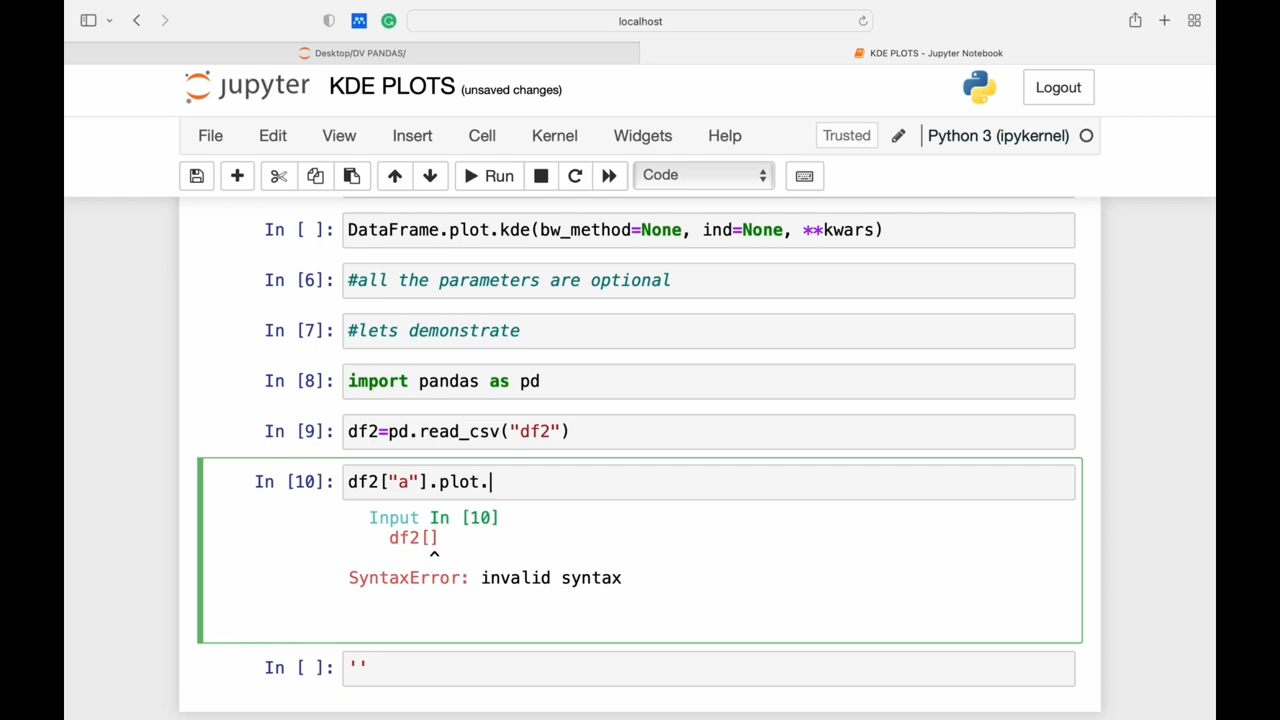 localhost
Desktop/DV PANDAS/
KDE PLOTS - Jupyter Notebook
jupyter KDE PLOTS (unsaved changes)
Logout
File Edit View Insert Cell Kernel Widgets Help Trusted Python 3 (ipykernel)
Run Code
In [ ]: DataFrame.plot.kde(bw_method=None, ind=None, **kwars)
In [6]: #all the parameters are optional
In [7]: #lets demonstrate
In [8]: import pandas as pd
In [9]: df2=pd.read_csv("df2")
In [10]: df2["a"].plot.
Input In [10]
df2[]
^
SyntaxError: invalid syntax
In [ ]: ''